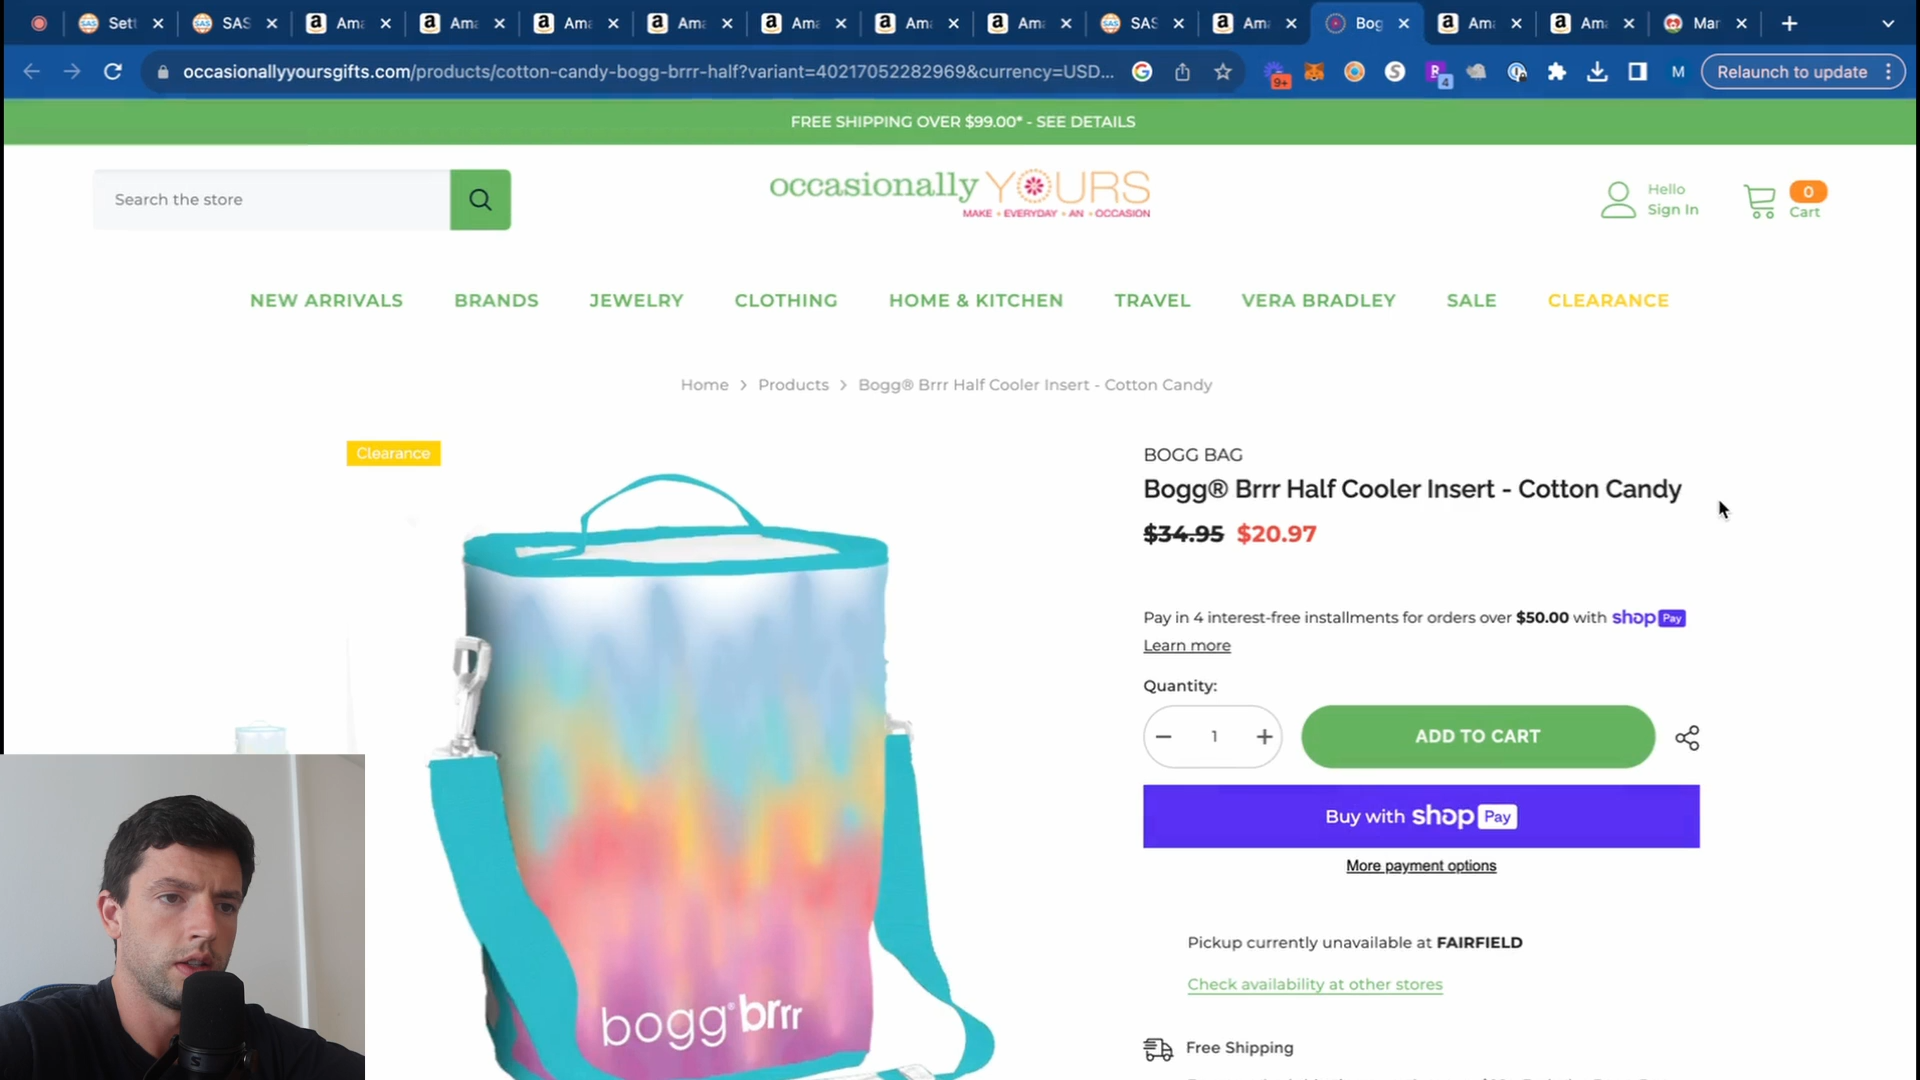 Sett
SAS
Ama
Ama
Ama
Ama
Ama
Ama
Ama
SAS
Ama
Bog
Ama
Ama
Mar
occasionallyyoursgifts.com/products/cotton-candy-bogg-brrr-half?variant=40217052282969&currency=USD...
9+
4
M
Relaunch to update
FREE SHIPPING OVER $99.00* - SEE DETAILS
Search the store
occasionally YOURS
MAKE • EVERYDAY • AN • OCCASION
Hello
Sign In
0
Cart
NEW ARRIVALS BRANDS JEWELRY CLOTHING HOME & KITCHEN TRAVEL VERA BRADLEY SALE CLEARANCE
Home > Products > Bogg® Brrr Half Cooler Insert - Cotton Candy
Clearance
BOGG BAG
Bogg® Brrr Half Cooler Insert - Cotton Candy
$34.95 $20.97
Pay in 4 interest-free installments for orders over $50.00 with shop Pay
Learn more
Quantity:
− 1 +
ADD TO CART
Buy with shop Pay
More payment options
Pickup currently unavailable at FAIRFIELD
Check availability at other stores
Free Shipping
bogg® brrr